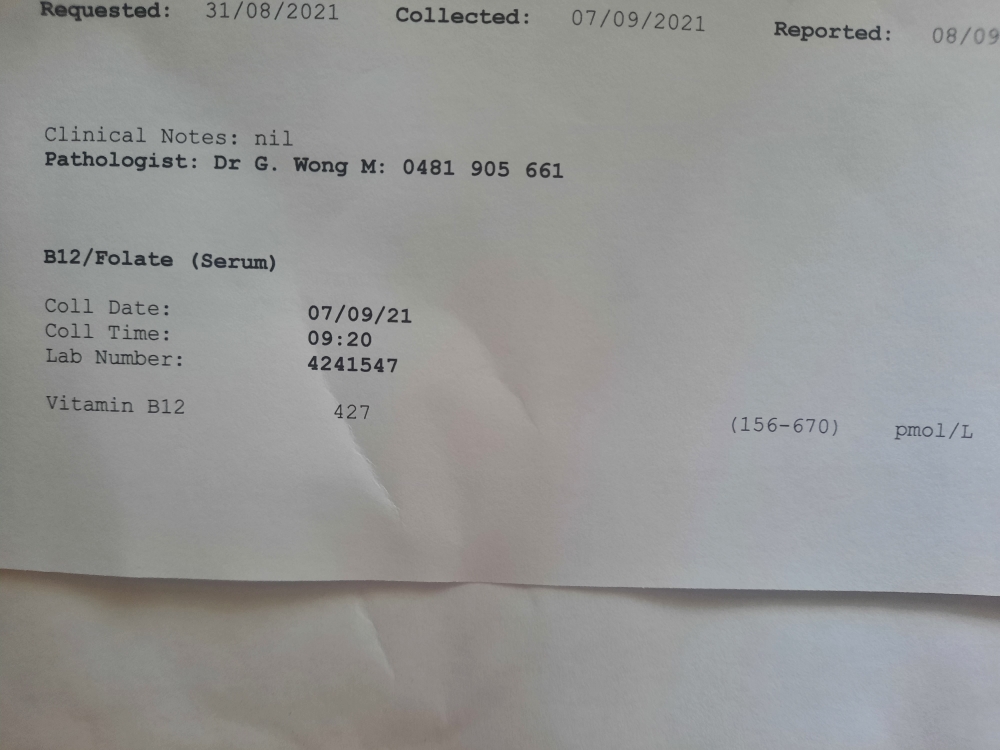 Requested: 31/08/2021 Collected: 07/09/2021 Reported: 08/09
Clinical Notes: nil
Pathologist: Dr G. Wong M: 0481 905 661
B12/Folate (Serum)
Coll Date: 07/09/21
Coll Time: 09:20
Lab Number: 4241547
Vitamin B12 427 (156-670) pmol/L